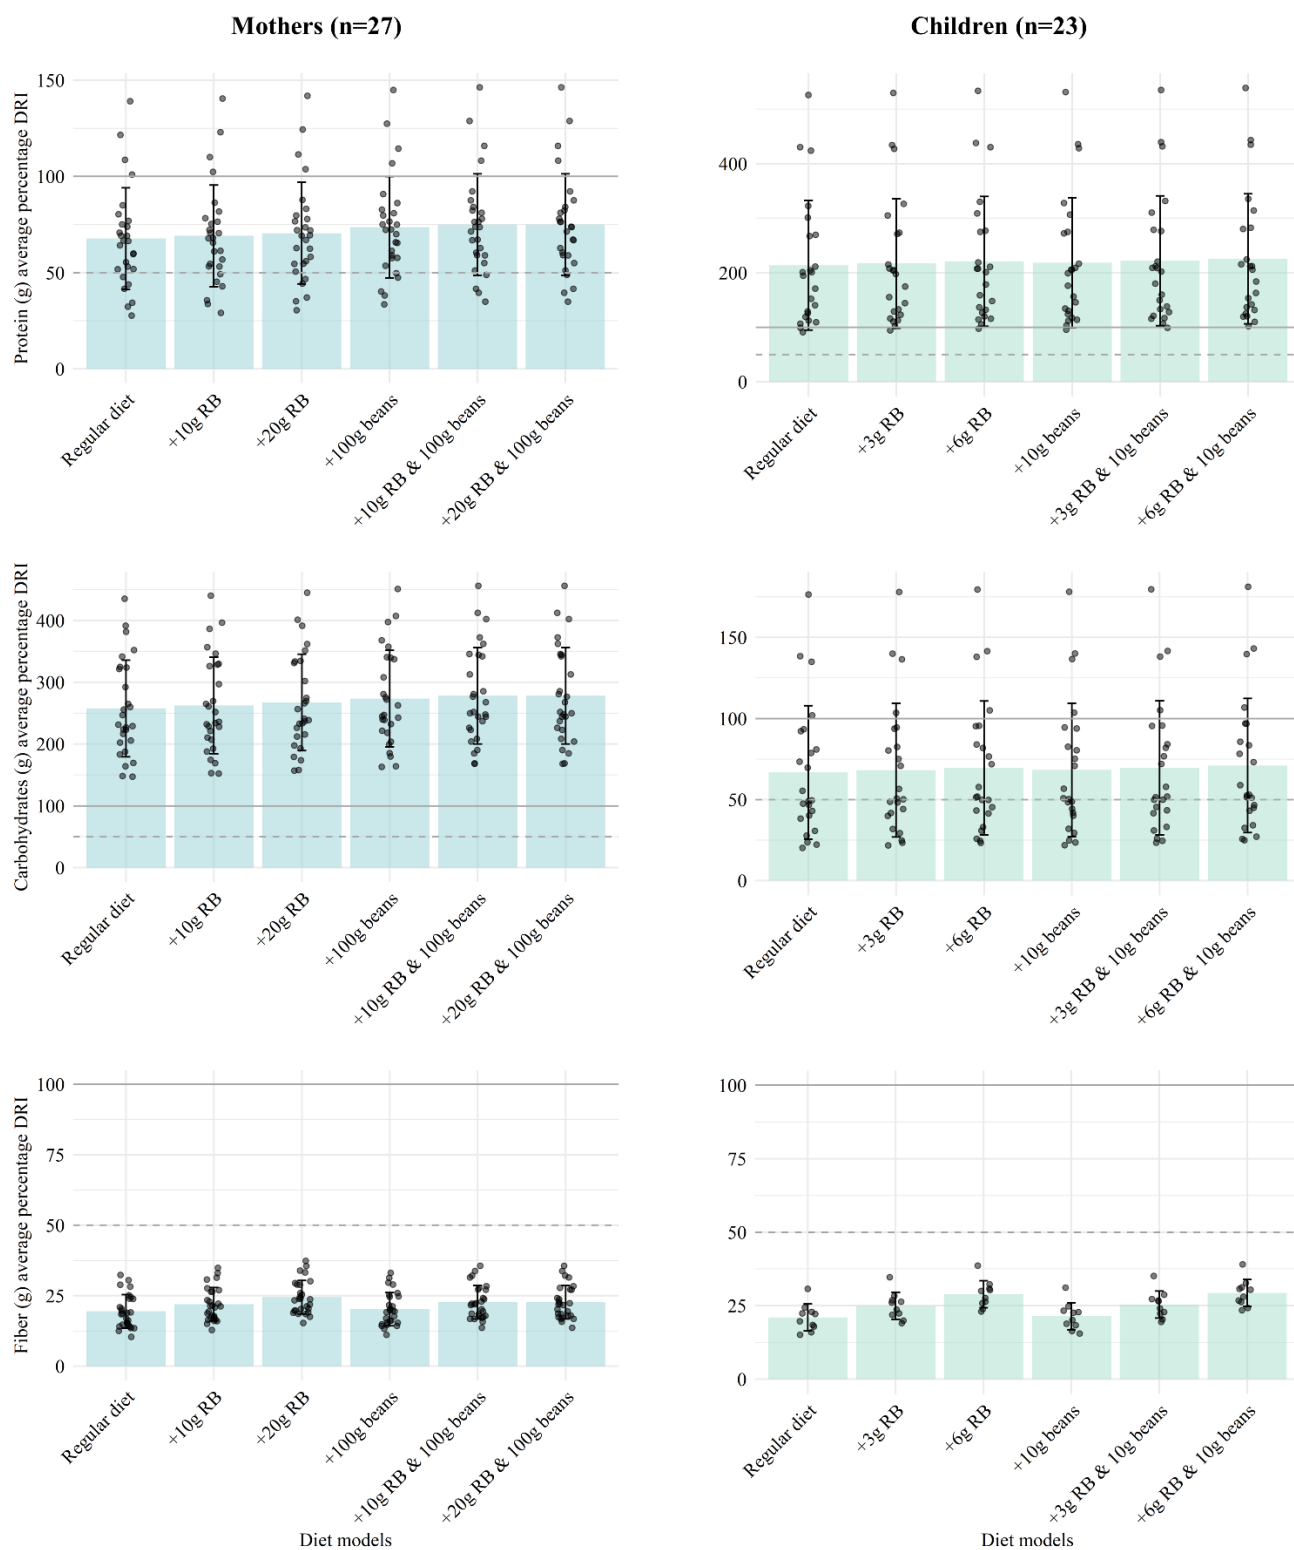 Mothers (n=27)
Children (n=23)
Protein (g) average percentage DRI
150
100
50
0
Regular diet
+10g RB
+20g RB
+100g beans
+10g RB & 100g beans
+20g RB & 100g beans
400
200
0
Regular diet
+3g RB
+6g RB
+10g beans
+3g RB & 10g beans
+6g RB & 10g beans
Carbohydrates (g) average percentage DRI
400
300
200
100
0
Regular diet
+10g RB
+20g RB
+100g beans
+10g RB & 100g beans
+20g RB & 100g beans
150
100
50
0
Regular diet
+3g RB
+6g RB
+10g beans
+3g RB & 10g beans
+6g RB & 10g beans
Fiber (g) average percentage DRI
100
75
50
25
0
Regular diet
+10g RB
+20g RB
+100g beans
+10g RB & 100g beans
+20g RB & 100g beans
Diet models
100
75
50
25
0
Regular diet
+3g RB
+6g RB
+10g beans
+3g RB & 10g beans
+6g RB & 10g beans
Diet models